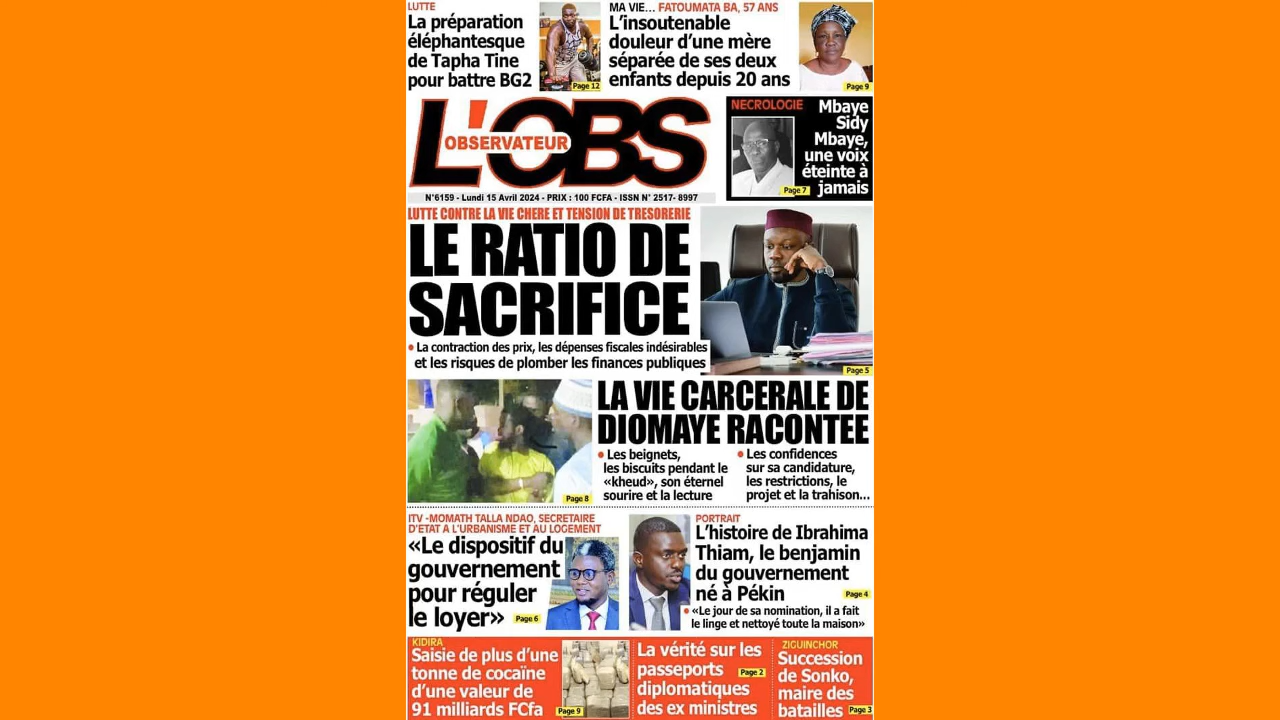 LUTTE
La préparation
éléphantesque
de Tapha Tine
pour battre BG2
Page 12
MA VIE... FATOUMATA BA, 57 ANS
L'insoutenable
douleur d'une mère
séparée de ses deux
enfants depuis 20 ans
Page 9
L'OBS
OBSERVATEUR
N°6159 - Lundi 15 Avril 2024 - PRIX : 100 FCFA - ISSN N° 2517- 8997
NECROLOGIE
Mbaye
Sidy
Mbaye,
une voix
éteinte à
jamais
Page 7
LUTTE CONTRE LA VIE CHERE ET TENSION DE TRESORERIE
LE RATIO DE
SACRIFICE
• La contraction des prix, les dépenses fiscales indésirables
et les risques de plomber les finances publiques
Page 5
LA VIE CARCERALE DE
DIOMAYE RACONTEE
• Les beignets,
les biscuits pendant le
«kheud», son éternel
sourire et la lecture
• Les confidences
sur sa candidature,
les restrictions, le
projet et la trahison...
Page 8
ITV -MOMATH TALLA NDAO, SECRETAIRE
D'ETAT A L'URBANISME ET AU LOGEMENT
«Le dispositif du
gouvernement
pour réguler
le loyer»
Page 6
PORTRAIT
L'histoire de Ibrahima
Thiam, le benjamin
du gouvernement
né à Pékin
Page 4
• «Le jour de sa nomination, il a fait
le linge et nettoyé toute la maison»
KIDIRA
Saisie de plus d'une
tonne de cocaïne
d'une valeur de
91 milliards FCfa
Page 9
La vérité sur les
passeports
diplomatiques
des ex ministres
Page 2
ZIGUINCHOR
Succession
de Sonko,
maire des
batailles
Page 3